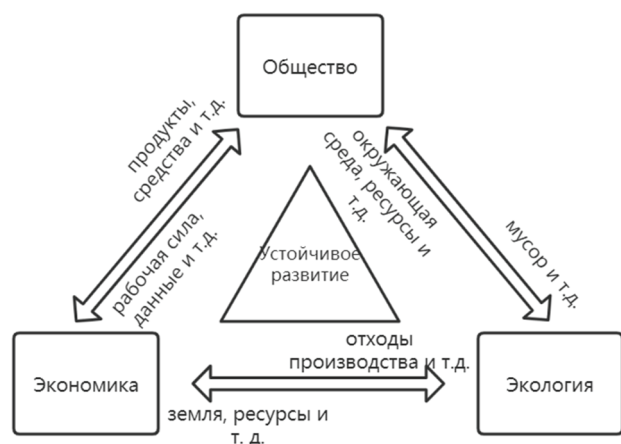 Общество
продукты,
средства и т.д.
рабочая сила,
данные и т.д.
окружающая
среда, ресурсы и
т.д.
мусор и т.д.
Устойчивое
развитие
Экономика
отходы
производства и т.д.
земля, ресурсы и
т. д.
Экология